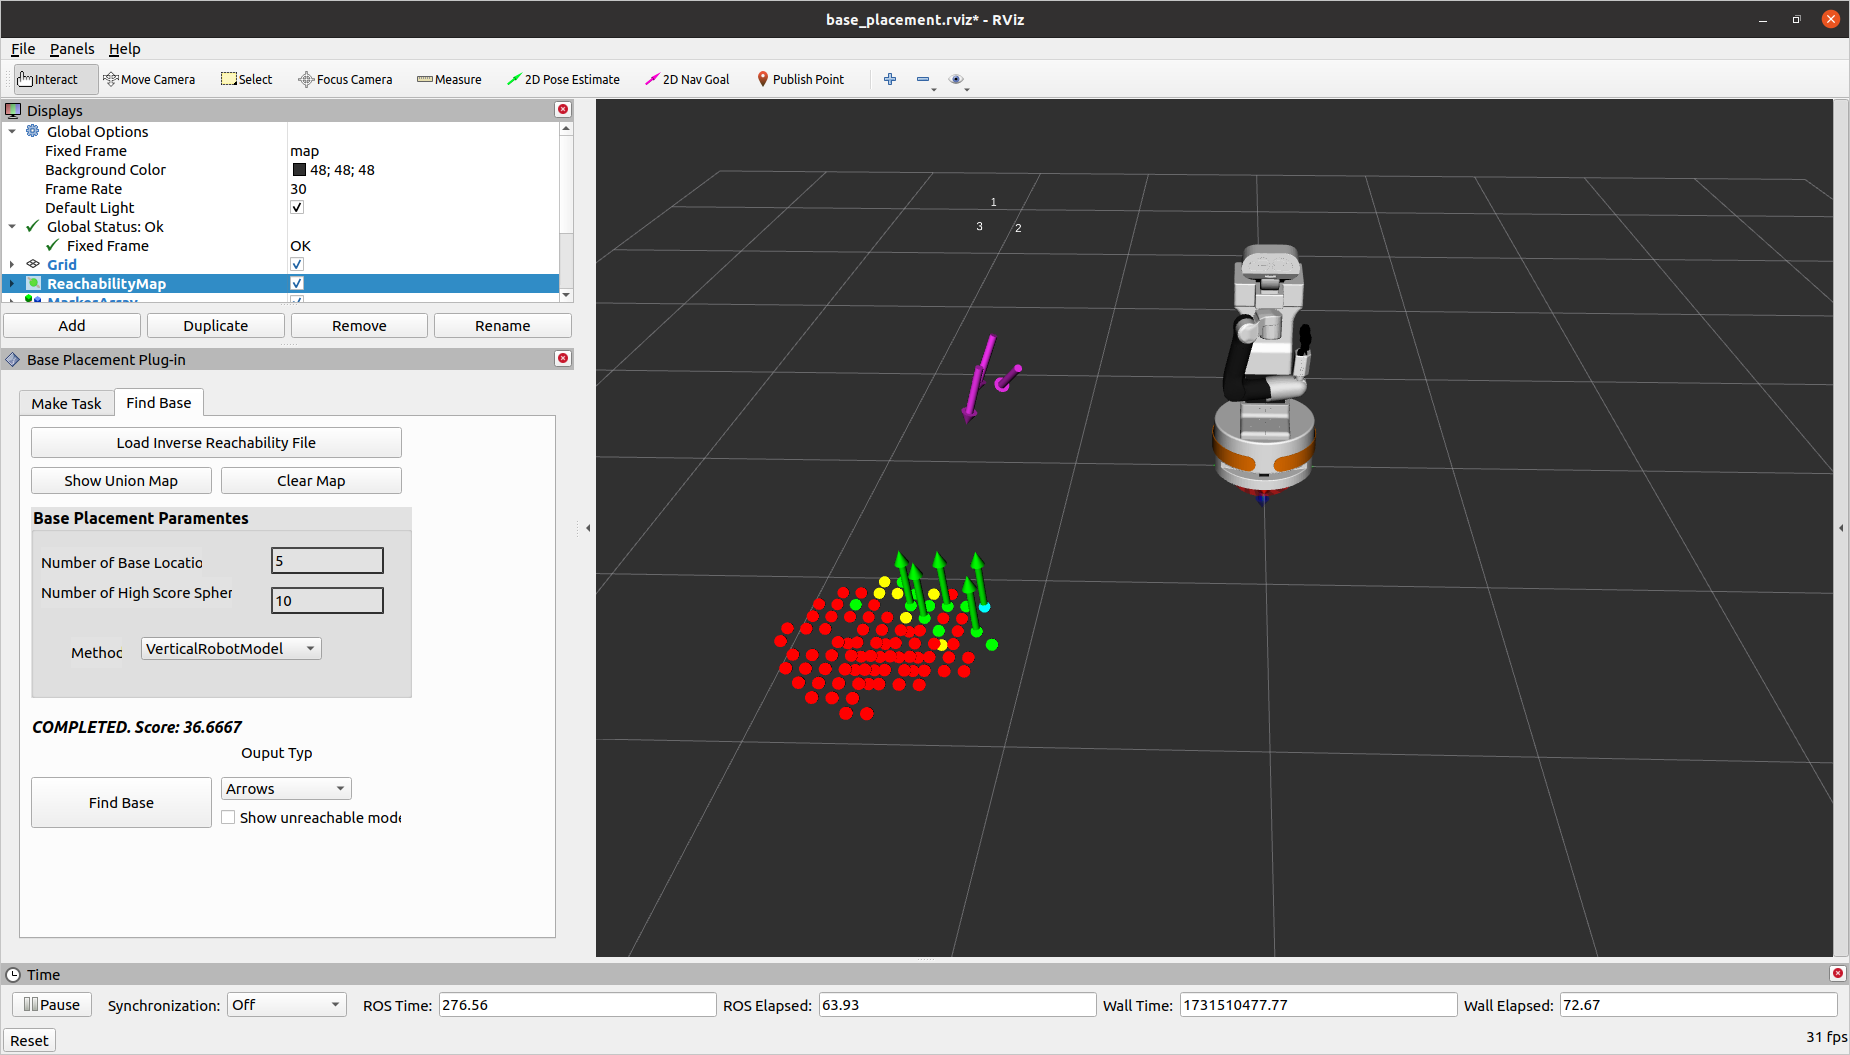 base_placement.rviz* - RViz
File Panels Help
Interact Move Camera Select Focus Camera Measure 2D Pose Estimate 2D Nav Goal Publish Point
Displays
Global Options
Fixed Frame map
Background Color 48; 48; 48
Frame Rate 30
Default Light
Global Status: Ok
Fixed Frame OK
Grid
ReachabilityMap
MarkerArray
Add Duplicate Remove Rename
Base Placement Plug-in
Make Task Find Base
Load Inverse Reachability File
Show Union Map Clear Map
Base Placement Paramentes
Number of Base Locatio 5
Number of High Score Spher 10
Methoc VerticalRobotModel
COMPLETED. Score: 36.6667
Ouput Typ
Find Base Arrows
Show unreachable mode
1
3 2
Time
Pause Synchronization: Off ROS Time: 276.56 ROS Elapsed: 63.93 Wall Time: 1731510477.77 Wall Elapsed: 72.67
Reset 31 fps